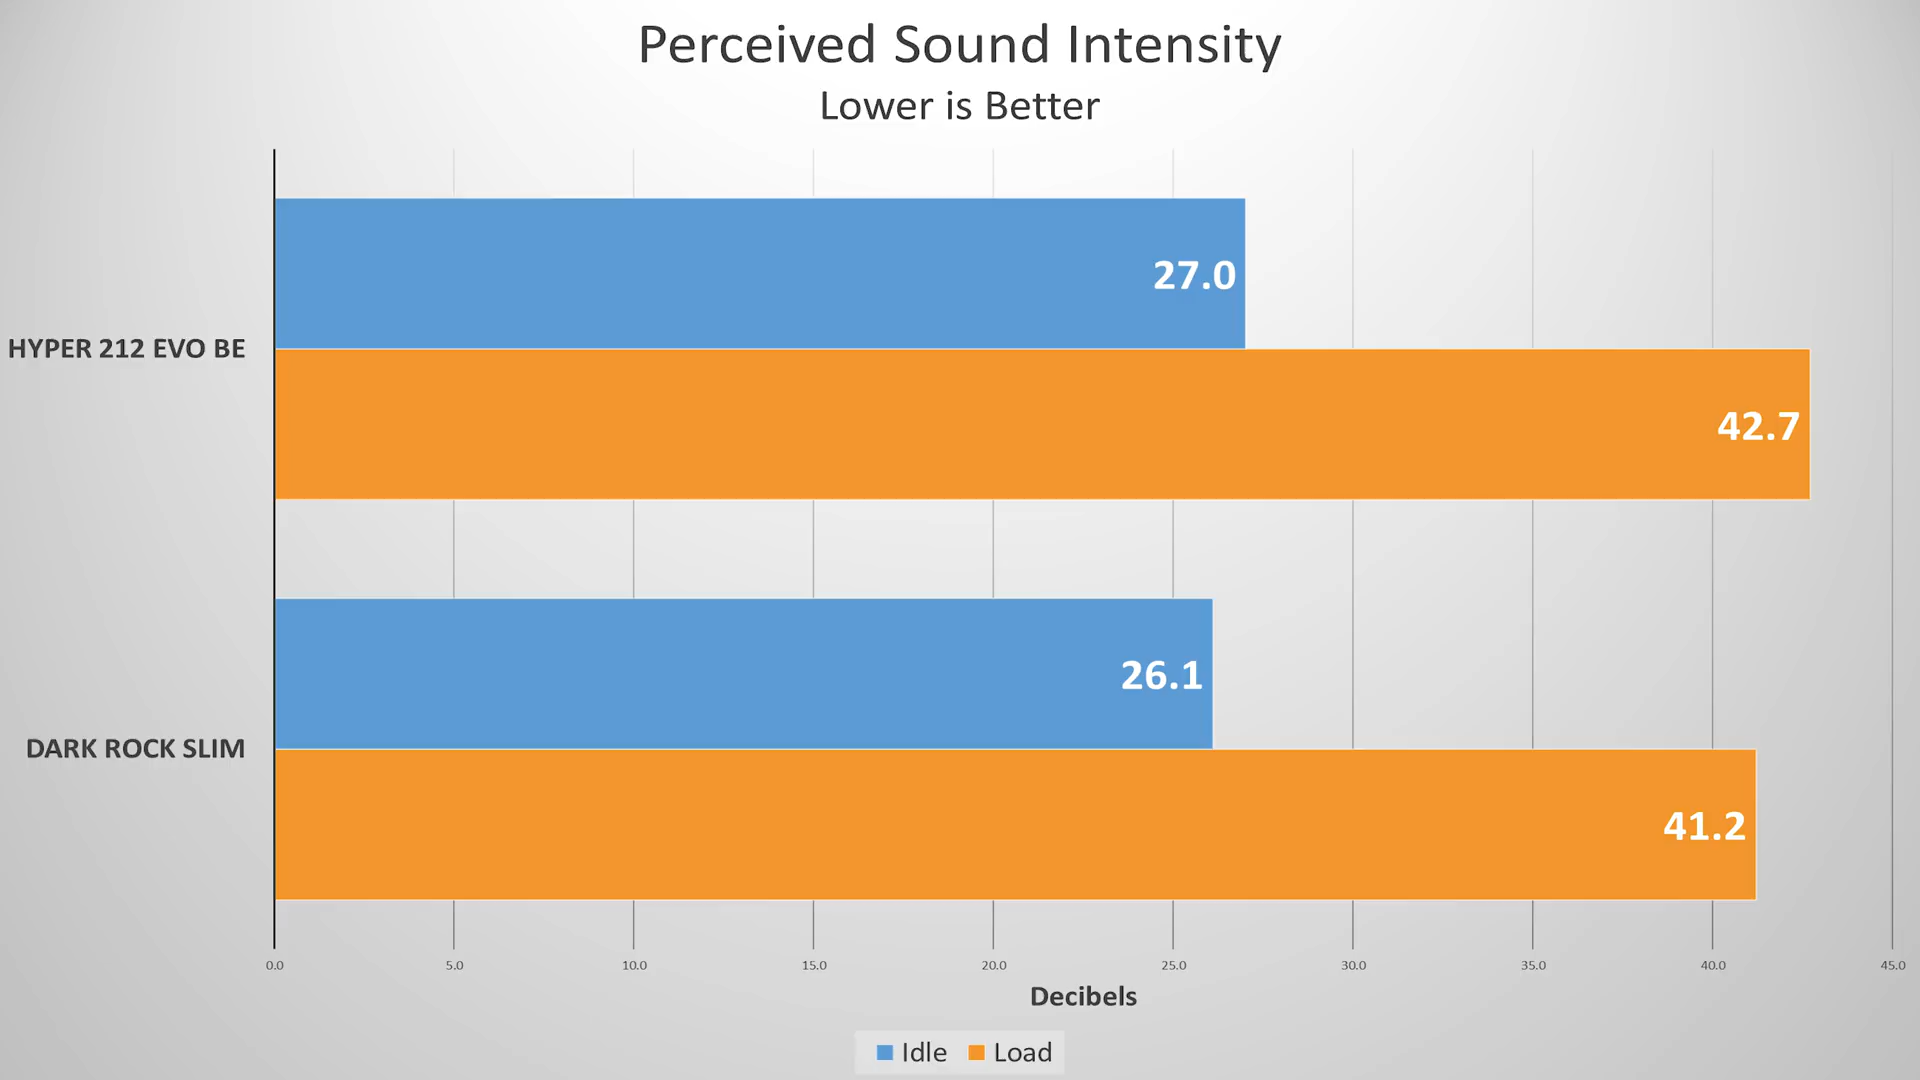 Perceived Sound Intensity
Lower is Better
27.0
HYPER 212 EVO BE
42.7
26.1
DARK ROCK SLIM
41.2
0.0 5.0 10.0 15.0 20.0 25.0 30.0 35.0 40.0 45.0
Decibels
Idle Load